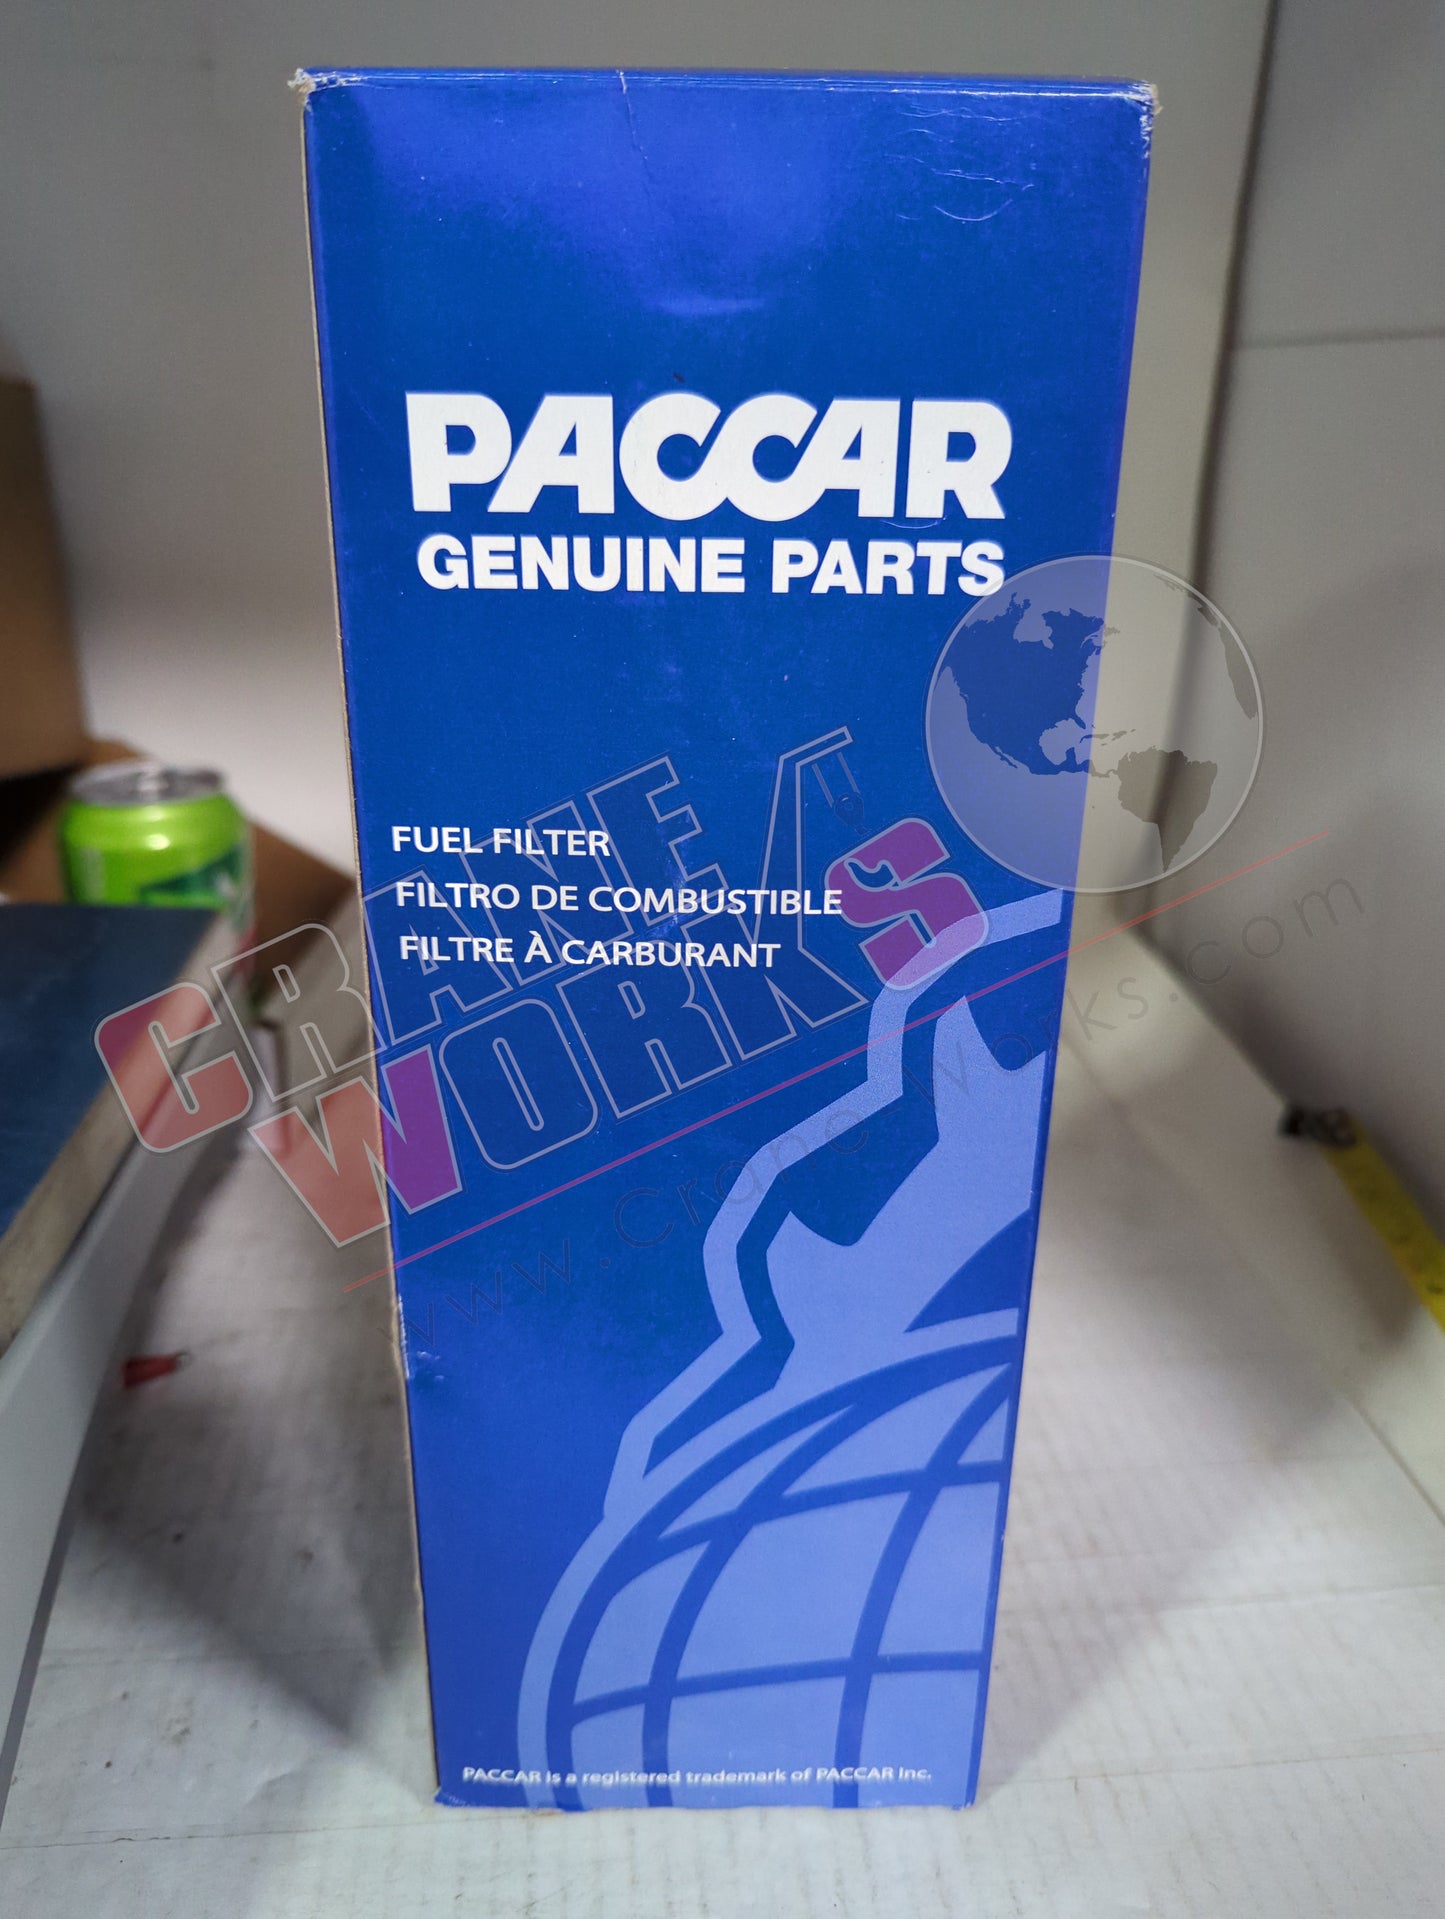 PACCAR
GENUINE PARTS
FUEL FILTER
FILTRO DE COMBUSTIBLE
FILTRE À CARBURANT
CRANE
WORKS
www.Crane-Works.com
PACCAR is a registered trademark of PACCAR Inc.